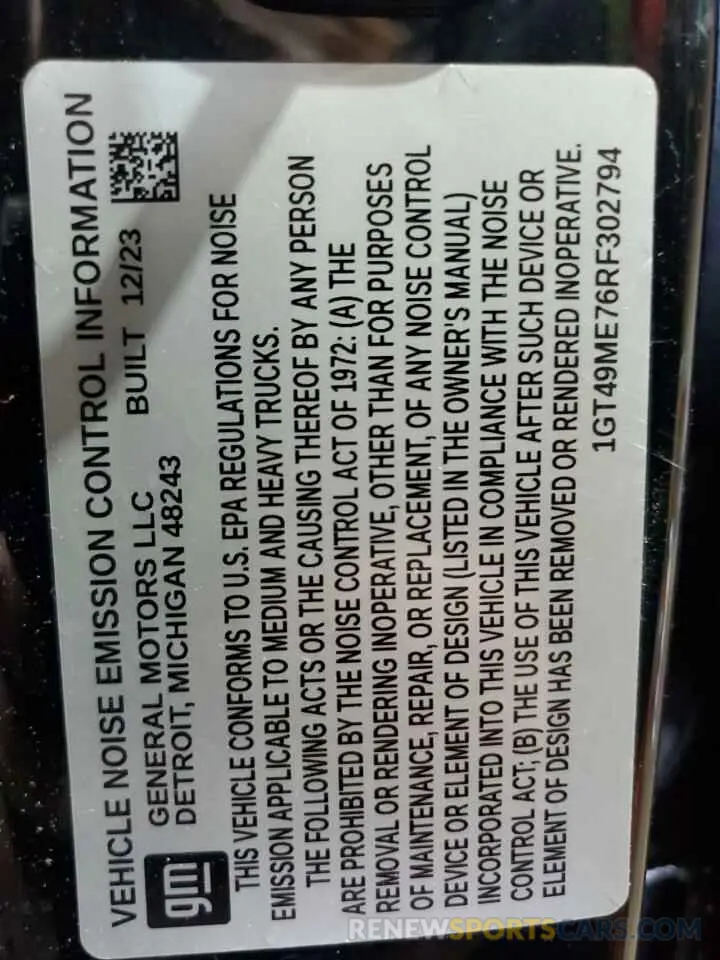 VEHICLE NOISE EMISSION CONTROL INFORMATION
gm
GENERAL MOTORS LLC
DETROIT, MICHIGAN 48243
BUILT 12/23
THIS VEHICLE CONFORMS TO U.S. EPA REGULATIONS FOR NOISE
EMISSION APPLICABLE TO MEDIUM AND HEAVY TRUCKS.
THE FOLLOWING ACTS OR THE CAUSING THEREOF BY ANY PERSON
ARE PROHIBITED BY THE NOISE CONTROL ACT OF 1972: (A) THE
REMOVAL OR RENDERING INOPERATIVE, OTHER THAN FOR PURPOSES
OF MAINTENANCE, REPAIR, OR REPLACEMENT, OF ANY NOISE CONTROL
DEVICE OR ELEMENT OF DESIGN (LISTED IN THE OWNER'S MANUAL)
INCORPORATED INTO THIS VEHICLE IN COMPLIANCE WITH THE NOISE
CONTROL ACT; (B) THE USE OF THIS VEHICLE AFTER SUCH DEVICE OR
ELEMENT OF DESIGN HAS BEEN REMOVED OR RENDERED INOPERATIVE.
1GT49ME76RF302794
RENEWSPORTSCARS.COM